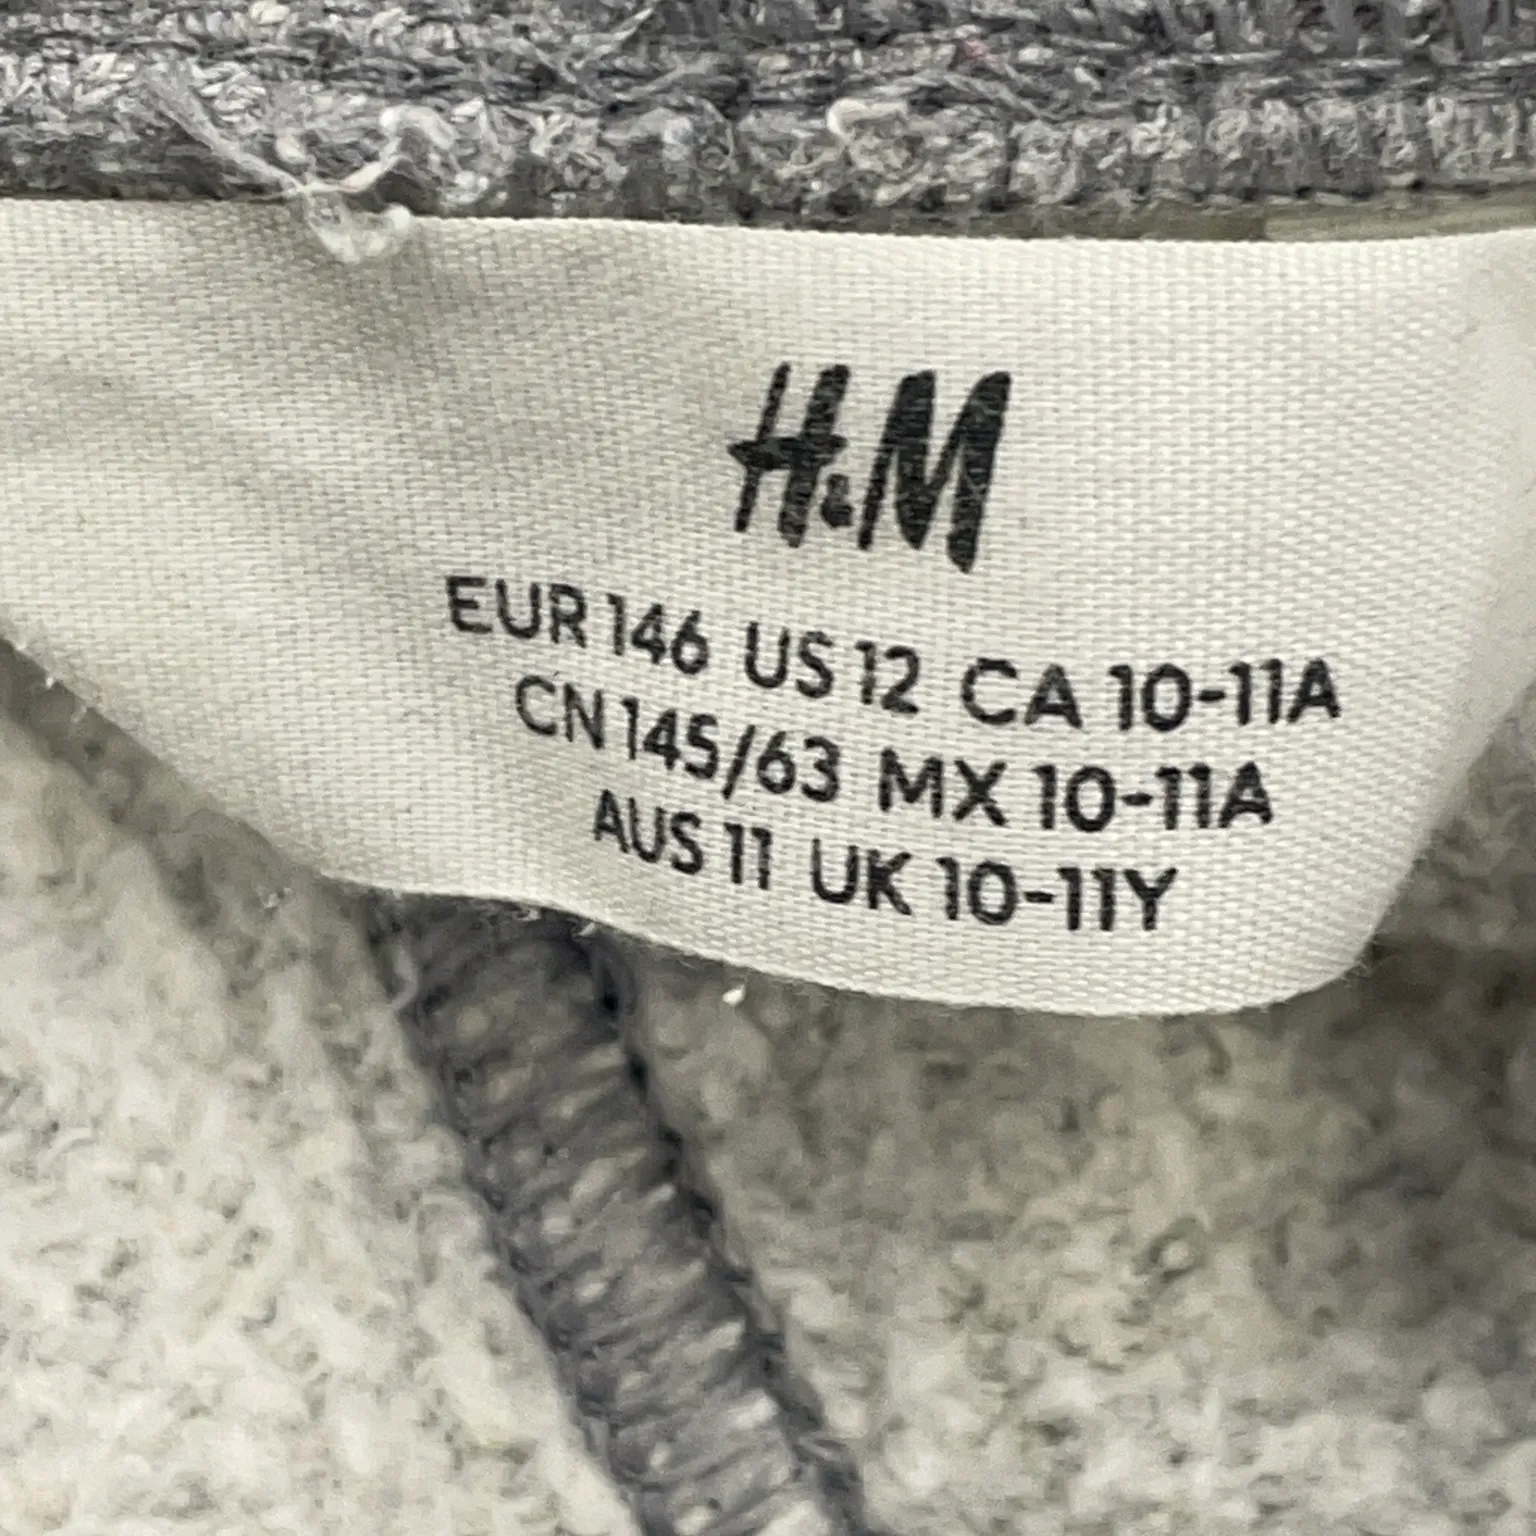 H&M
EUR 146 US 12 CA 10-11A
CN 145/63 MX 10-11A
AUS 11 UK 10-11Y